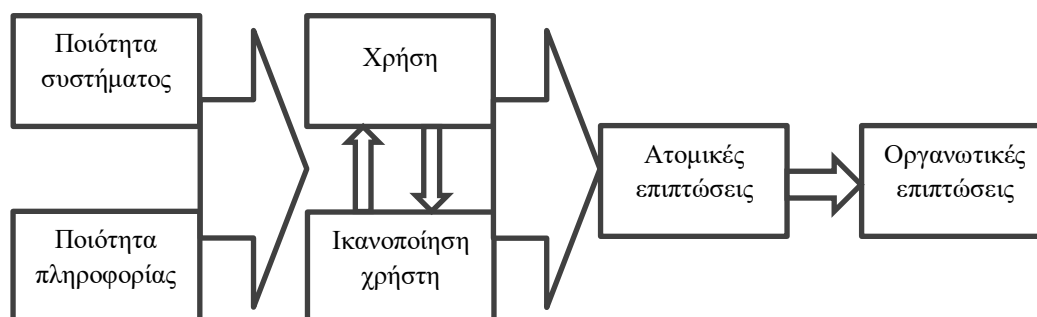 Ποιότητα
συστήματος
Χρήση
Ατομικές
επιπτώσεις
Οργανωτικές
επιπτώσεις
Ποιότητα
πληροφορίας
Ικανοποίηση
χρήστη